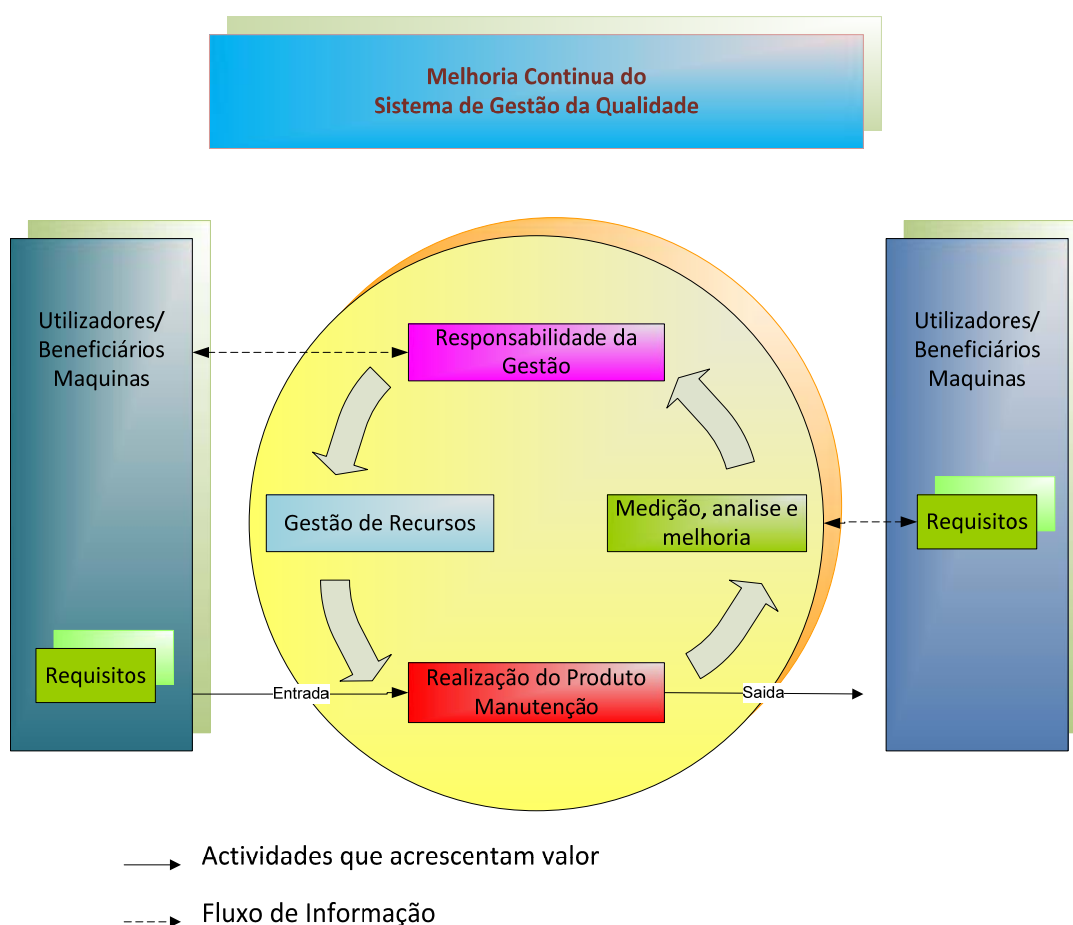 Melhoria Continua do
Sistema de Gestão da Qualidade
Utilizadores/
Beneficiários
Maquinas
Requisitos
Responsabilidade da
Gestão
Gestão de Recursos
Medição, analise e
melhoria
Realização do Produto
Manutenção
Entrada
Saida
Utilizadores/
Beneficiários
Maquinas
Requisitos
Actividades que acrescentam valor
Fluxo de Informação